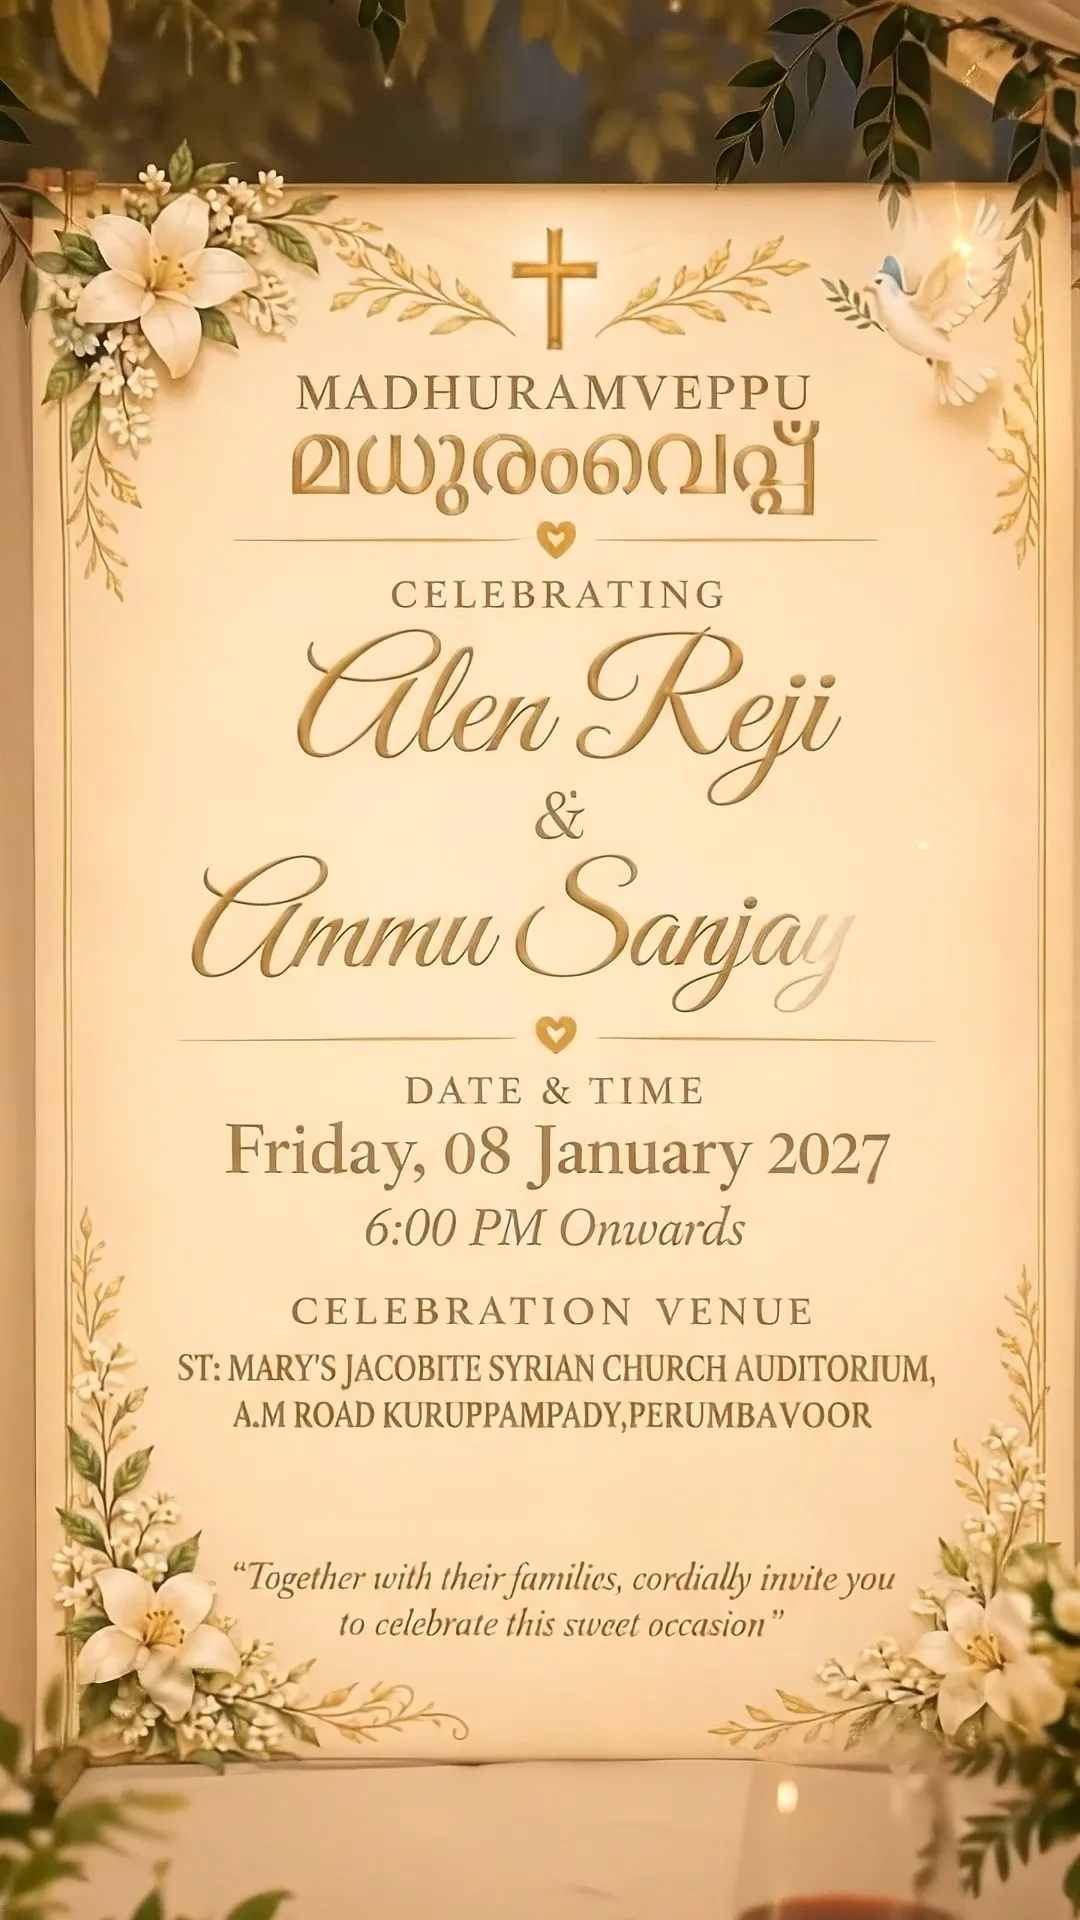 MADHURAMVEPPU
മധുരംവെപ്പ്
CELEBRATING
Alen Reji
&
Ammu Sanjay
DATE & TIME
Friday, 08 January 2027
6:00 PM Onwards
CELEBRATION VENUE
ST: MARY'S JACOBITE SYRIAN CHURCH AUDITORIUM,
A.M ROAD KURUPPAMPADY,PERUMBAVOOR
“Together with their families, cordially invite you
to celebrate this sweet occasion”